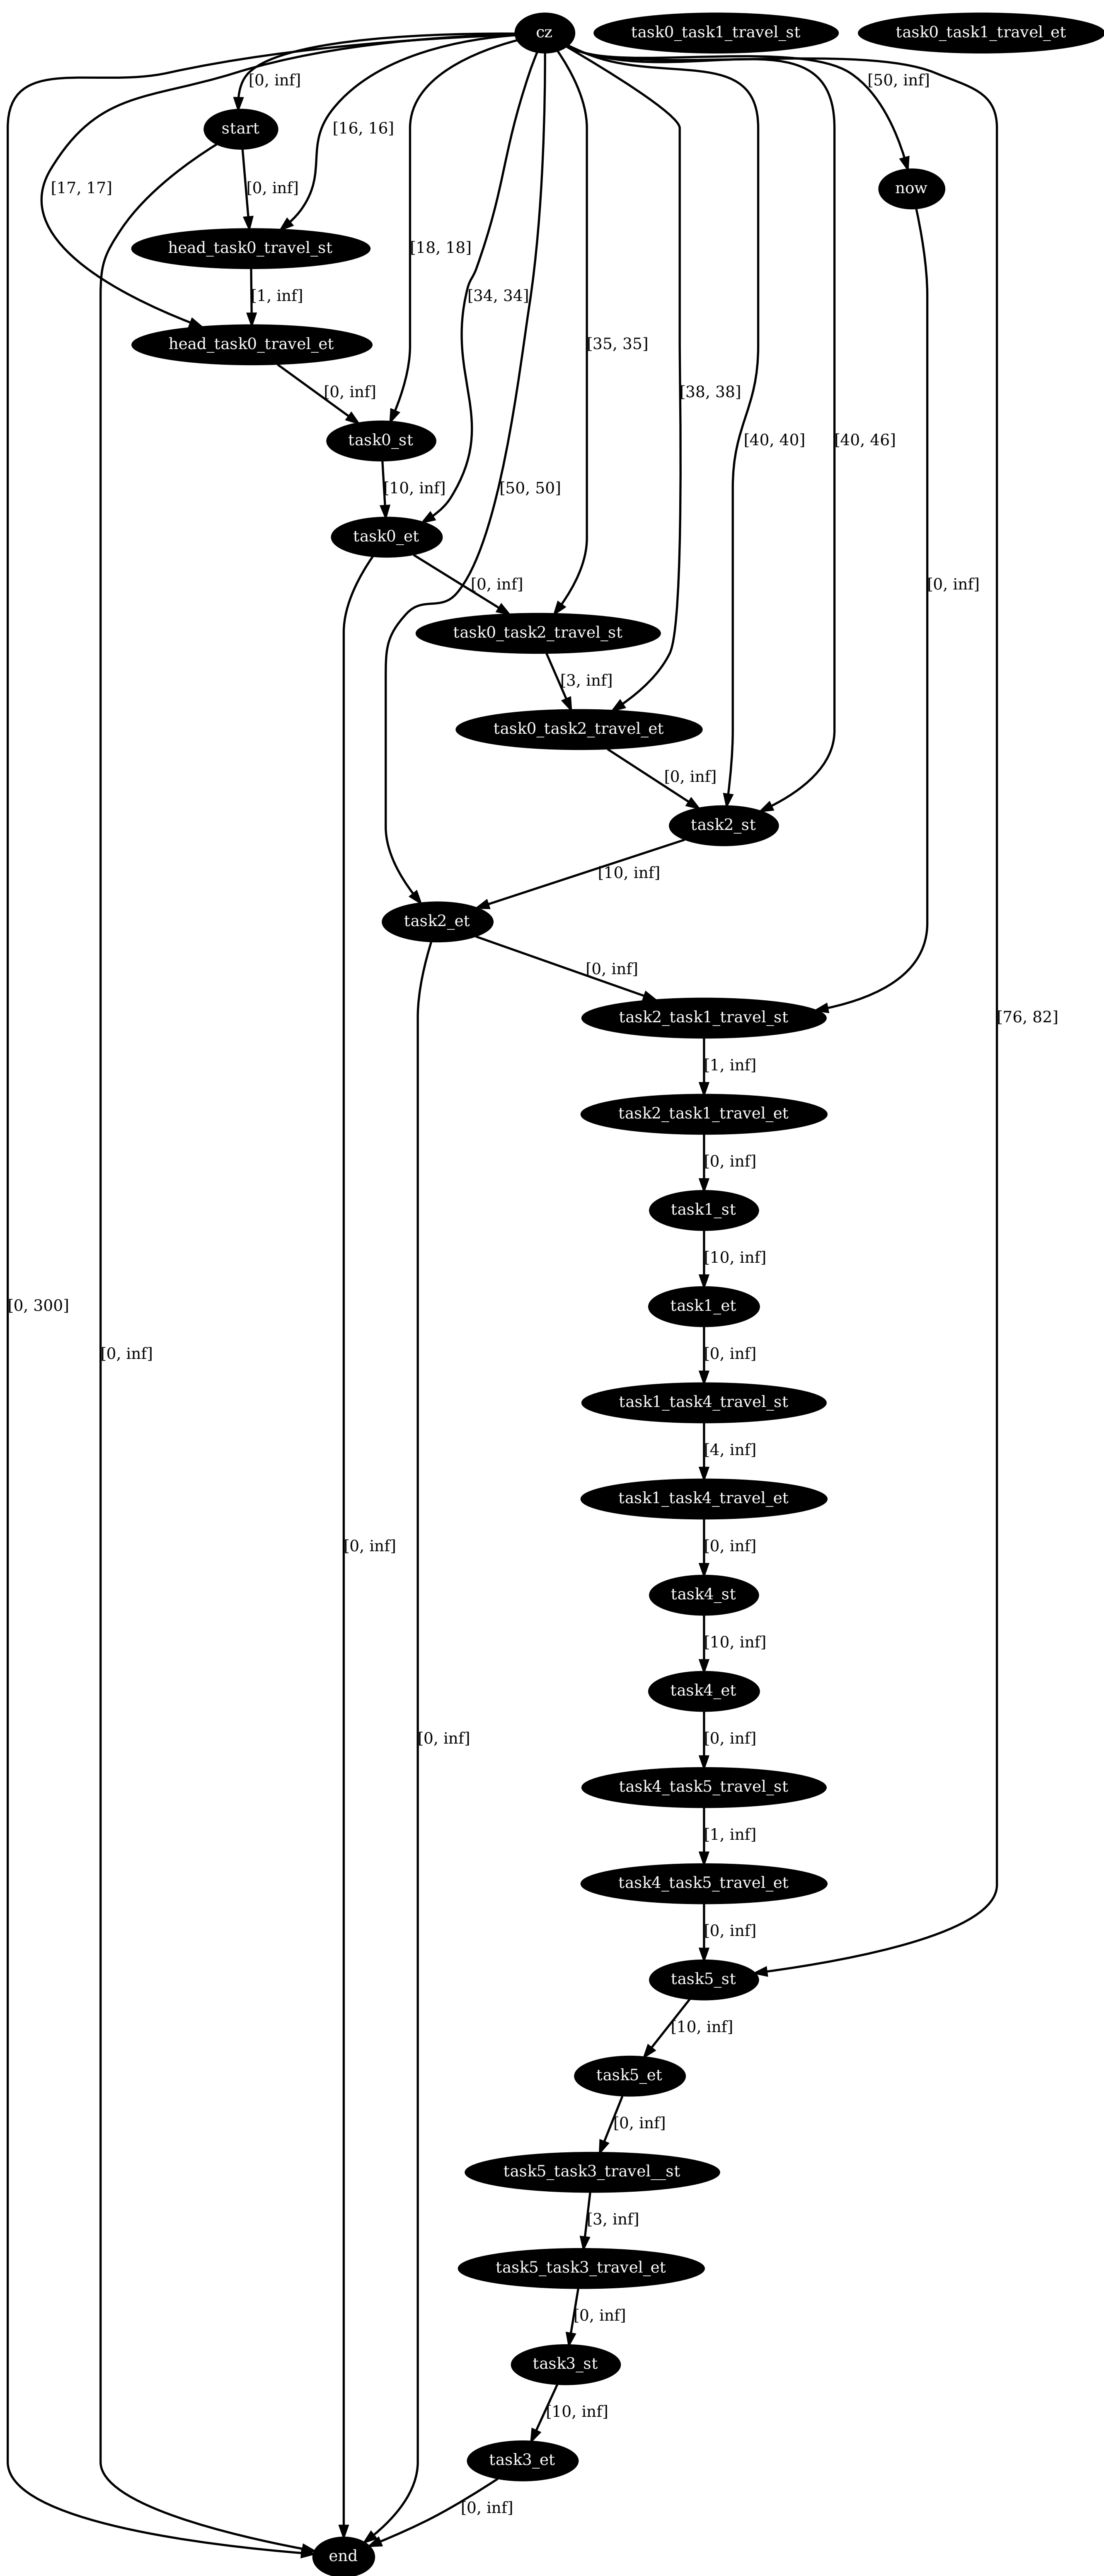 cz
task0_task1_travel_st
task0_task1_travel_et
[0, inf]
[50, inf]
start
[16, 16]
[17, 17]
[0, inf]
now
head_task0_travel_st
[18, 18]
[1, inf]
[34, 34]
head_task0_travel_et
[35, 35]
[0, inf]
[38, 38]
task0_st
[40, 40]
[40, 46]
[10, inf]
[50, 50]
task0_et
[0, inf]
[0, inf]
task0_task2_travel_st
[3, inf]
task0_task2_travel_et
[0, inf]
task2_st
[10, inf]
task2_et
[0, inf]
task2_task1_travel_st
[76, 82]
[1, inf]
task2_task1_travel_et
[0, inf]
task1_st
[10, inf]
task1_et
[0, 300]
[0, inf]
[0, inf]
task1_task4_travel_st
[4, inf]
task1_task4_travel_et
[0, inf]
[0, inf]
task4_st
[10, inf]
task4_et
[0, inf]
[0, inf]
task4_task5_travel_st
[1, inf]
task4_task5_travel_et
[0, inf]
task5_st
[10, inf]
task5_et
[0, inf]
task5_task3_travel__st
[3, inf]
task5_task3_travel_et
[0, inf]
task3_st
[10, inf]
task3_et
[0, inf]
end